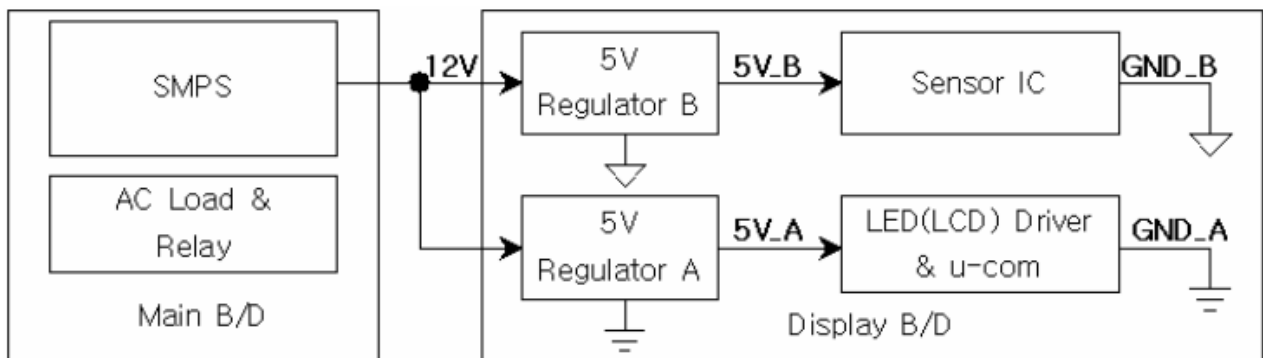 SMPS
AC Load &
Relay
Main B/D
12V
5V
Regulator B
5V_B
Sensor IC
GND_B
5V
Regulator A
5V_A
LED(LCD) Driver
& u-com
GND_A
Display B/D